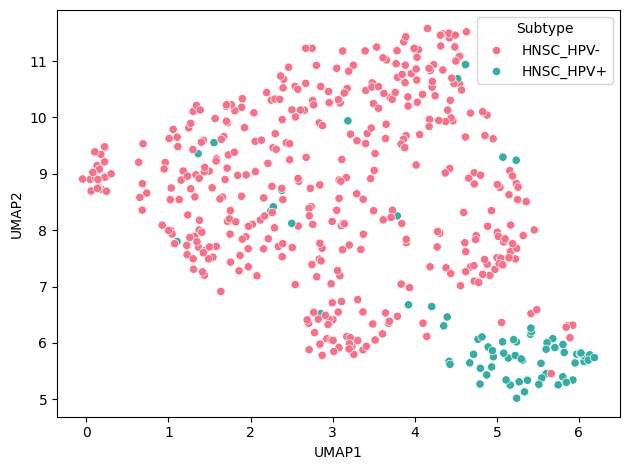 Subtype
HNSC_HPV-
HNSC_HPV+
UMAP2
11
10
9
8
7
6
5
0 1 2 3 4 5 6
UMAP1